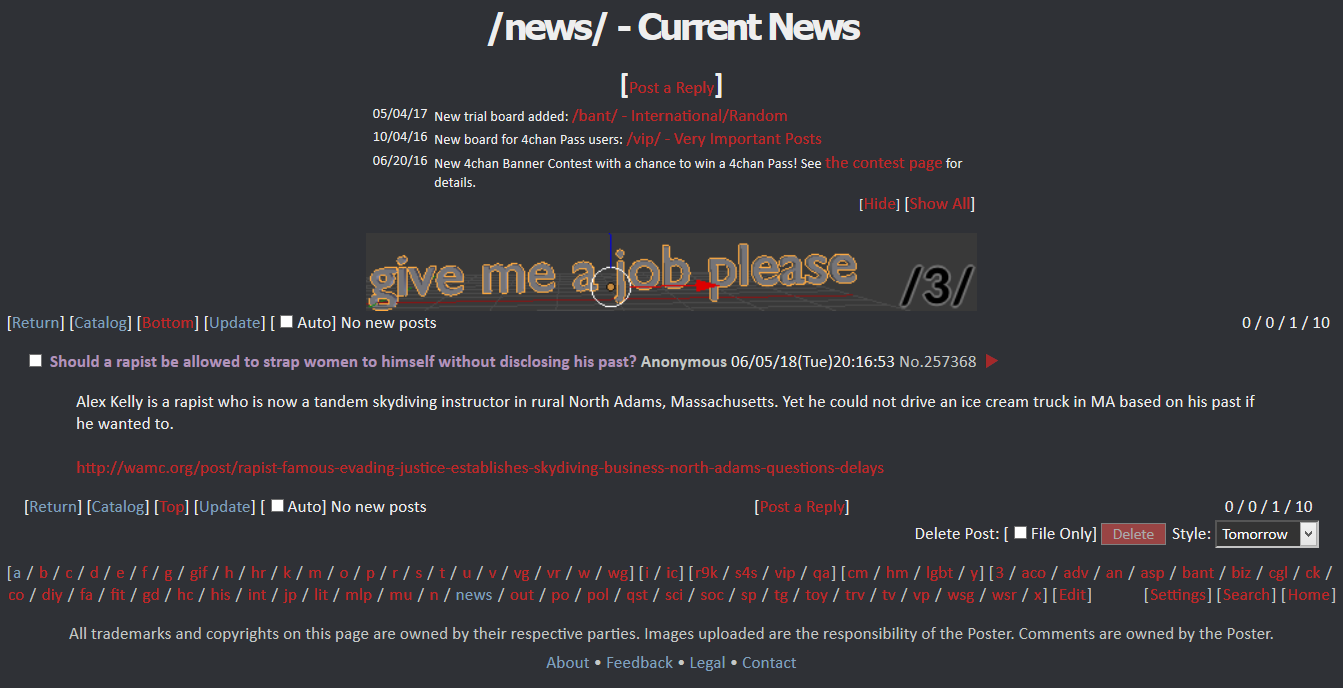 /news/ - Current News
[Post a Reply]
05/04/17 New trial board added: /bant/ - International/Random
10/04/16 New board for 4chan Pass users: /vip/ - Very Important Posts
06/20/16 New 4chan Banner Contest with a chance to win a 4chan Pass! See the contest page for
details.
[Hide] [Show All]
give me a job please /3/
[Return] [Catalog] [Bottom] [Update] [ Auto] No new posts 0 / 0 / 1 / 10
Should a rapist be allowed to strap women to himself without disclosing his past? Anonymous 06/05/18(Tue)20:16:53 No.257368
Alex Kelly is a rapist who is now a tandem skydiving instructor in rural North Adams, Massachusetts. Yet he could not drive an ice cream truck in MA based on his past if
he wanted to.
http://wamc.org/post/rapist-famous-evading-justice-establishes-skydiving-business-north-adams-questions-delays
[Return] [Catalog] [Top] [Update] [ Auto] No new posts [Post a Reply] 0 / 0 / 1 / 10
Delete Post: [ File Only] Delete Style: Tomorrow
[a / b / c / d / e / f / g / gif / h / hr / k / m / o / p / r / s / t / u / v / vg / vr / w / wg] [i / ic] [r9k / s4s / vip / qa] [cm / hm / lgbt / y] [3 / aco / adv / an / asp / bant / biz / cgl / ck /
co / diy / fa / fit / gd / hc / his / int / jp / lit / mlp / mu / n / news / out / po / pol / qst / sci / soc / sp / tg / toy / trv / tv / vp / wsg / wsr / x] [Edit] [Settings] [Search] [Home]
All trademarks and copyrights on this page are owned by their respective parties. Images uploaded are the responsibility of the Poster. Comments are owned by the Poster.
About • Feedback • Legal • Contact